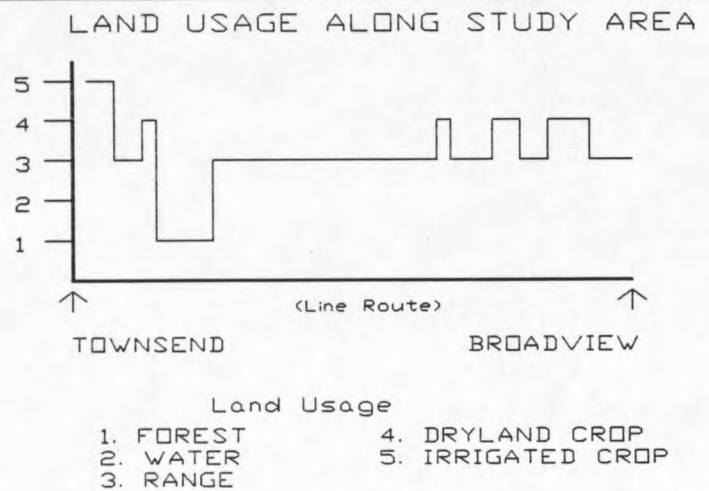 LAND USAGE ALONG STUDY AREA
5
4
3
2
1
(Line Route)
TOWNSEND BROADVIEW
Land Usage
1. FOREST 4. DRYLAND CROP
2. WATER 5. IRRIGATED CROP
3. RANGE